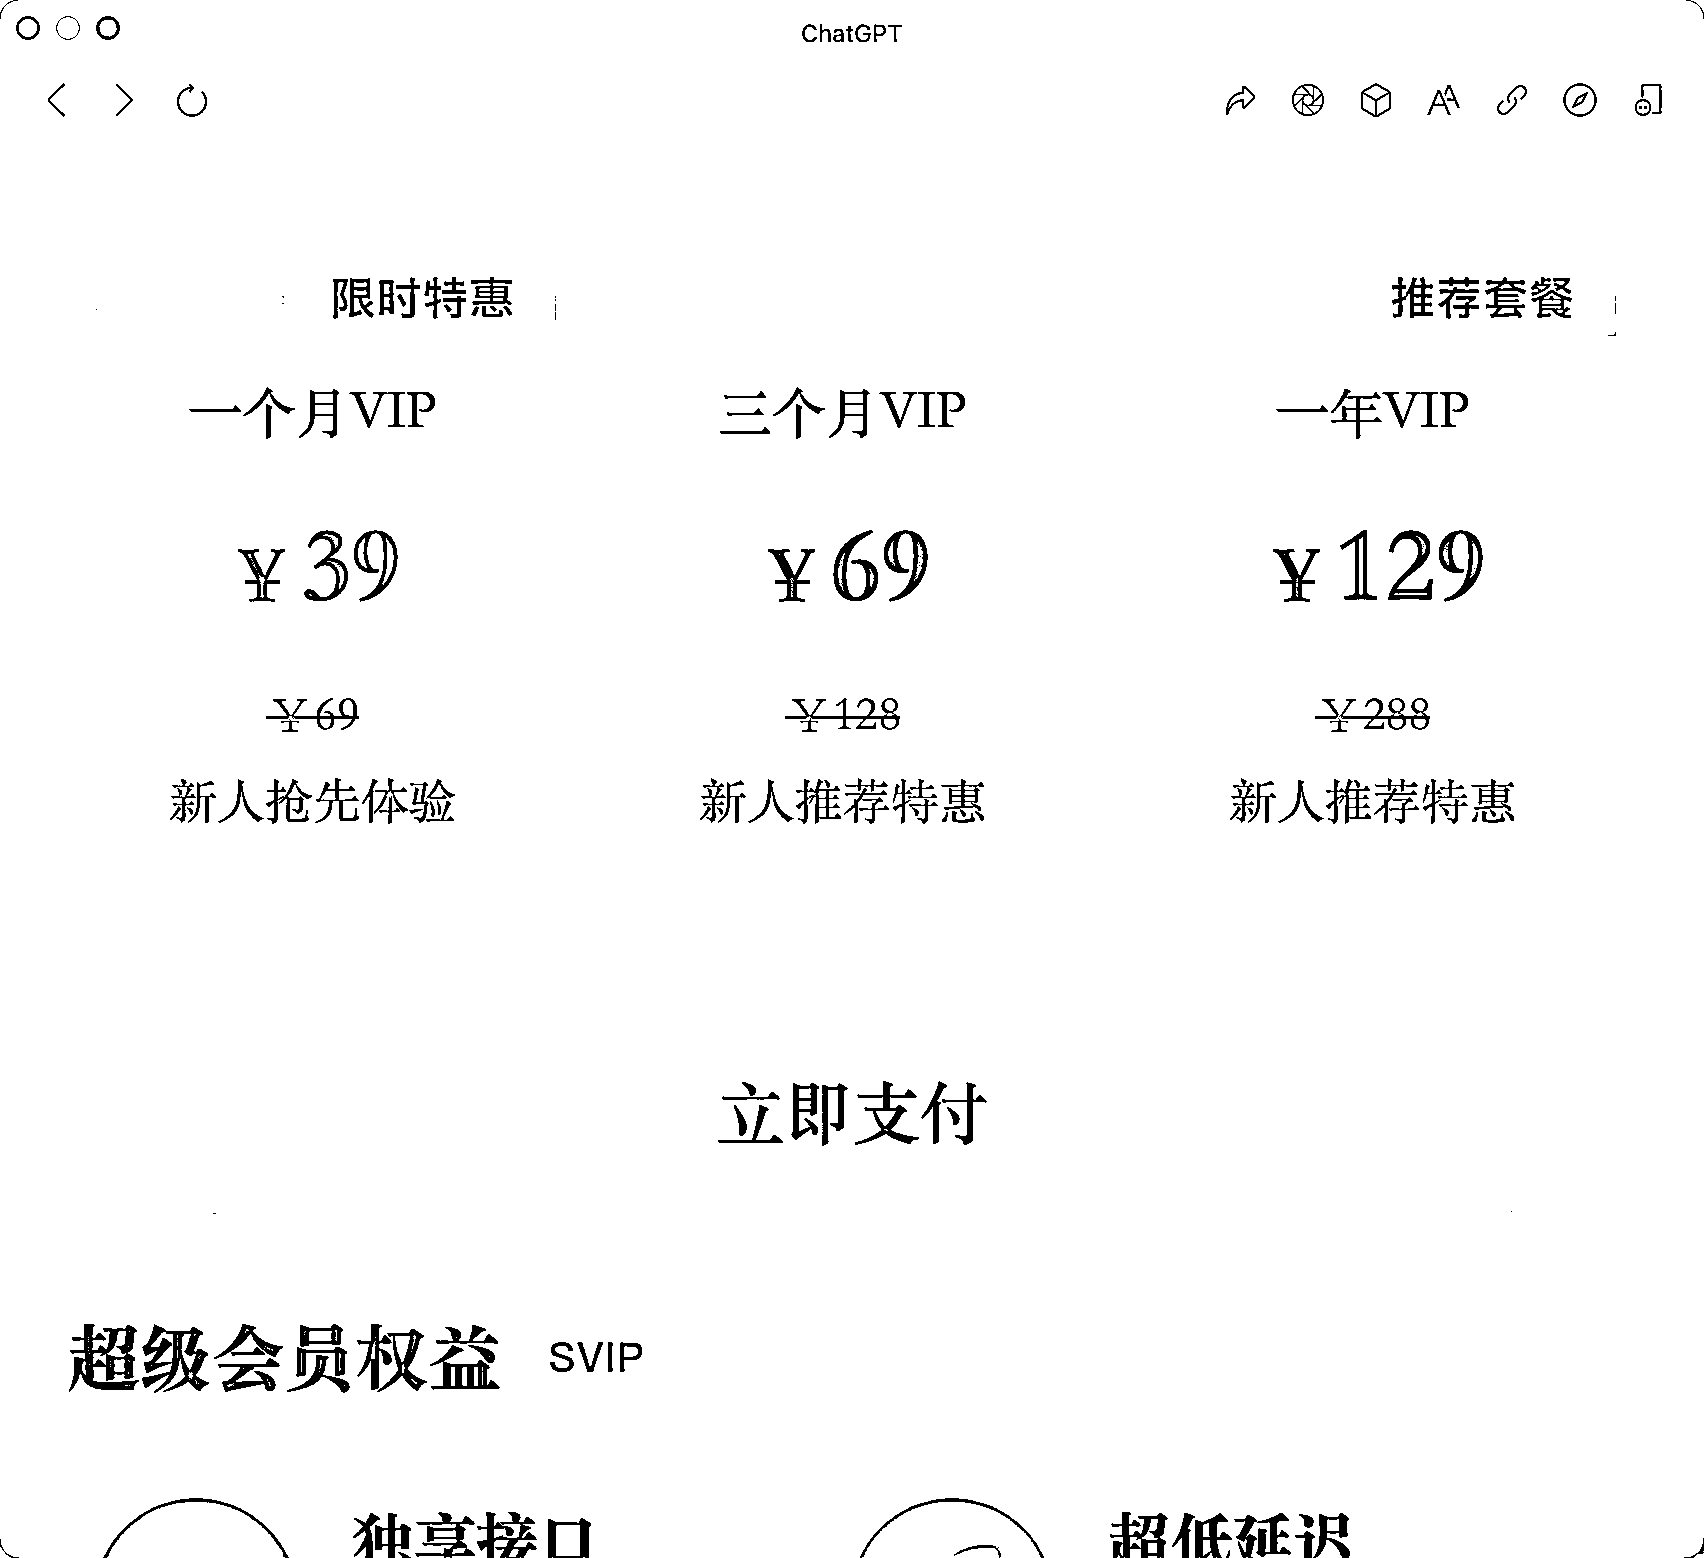 ChatGPT
限时特惠
推荐套餐
一个月VIP
三个月VIP
一年VIP
¥39
¥69
¥129
¥69
¥128
¥288
新人抢先体验
新人推荐特惠
新人推荐特惠
立即支付
超级会员权益 SVIP
独享接口
超低延迟